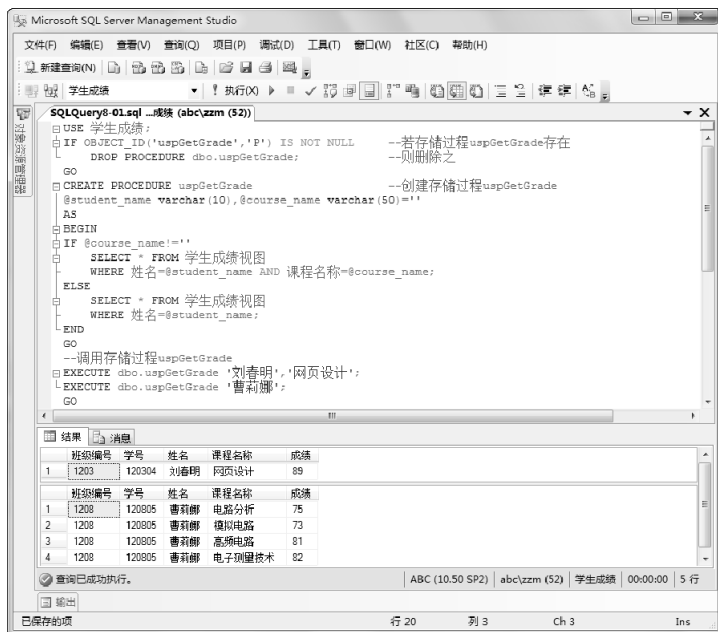 Microsoft SQL Server Management Studio
文件(F) 编辑(E) 查看(V) 查询(Q) 项目(P) 调试(D) 工具(T) 窗口(W) 社区(C) 帮助(H)
新建查询(N)
学生成绩 执行(X)
对象资源管理器
SQLQuery8-01.sql ...成绩 (abc\zzm (52))
USE 学生成绩;
IF OBJECT_ID('uspGetGrade','P') IS NOT NULL --若存储过程uspGetGrade存在
DROP PROCEDURE dbo.uspGetGrade; --则删除之
GO
CREATE PROCEDURE uspGetGrade --创建存储过程uspGetGrade
@student_name varchar(10),@course_name varchar(50)=''
AS
BEGIN
IF @course_name!=''
SELECT * FROM 学生成绩视图
WHERE 姓名=@student_name AND 课程名称=@course_name;
ELSE
SELECT * FROM 学生成绩视图
WHERE 姓名=@student_name;
END
GO
--调用存储过程uspGetGrade
EXECUTE dbo.uspGetGrade '刘春明','网页设计';
EXECUTE dbo.uspGetGrade '曹莉娜';
GO
结果 消息
班级编号 学号 姓名 课程名称 成绩
1 1203 120304 刘春明 网页设计 89
班级编号 学号 姓名 课程名称 成绩
1 1208 120805 曹莉娜 电路分析 75
2 1208 120805 曹莉娜 模拟电路 73
3 1208 120805 曹莉娜 高频电路 81
4 1208 120805 曹莉娜 电子测量技术 82
查询已成功执行。 ABC (10.50 SP2) abc\zzm (52) 学生成绩 00:00:00 5 行
输出
已保存的项 行 20 列 3 Ch 3 Ins